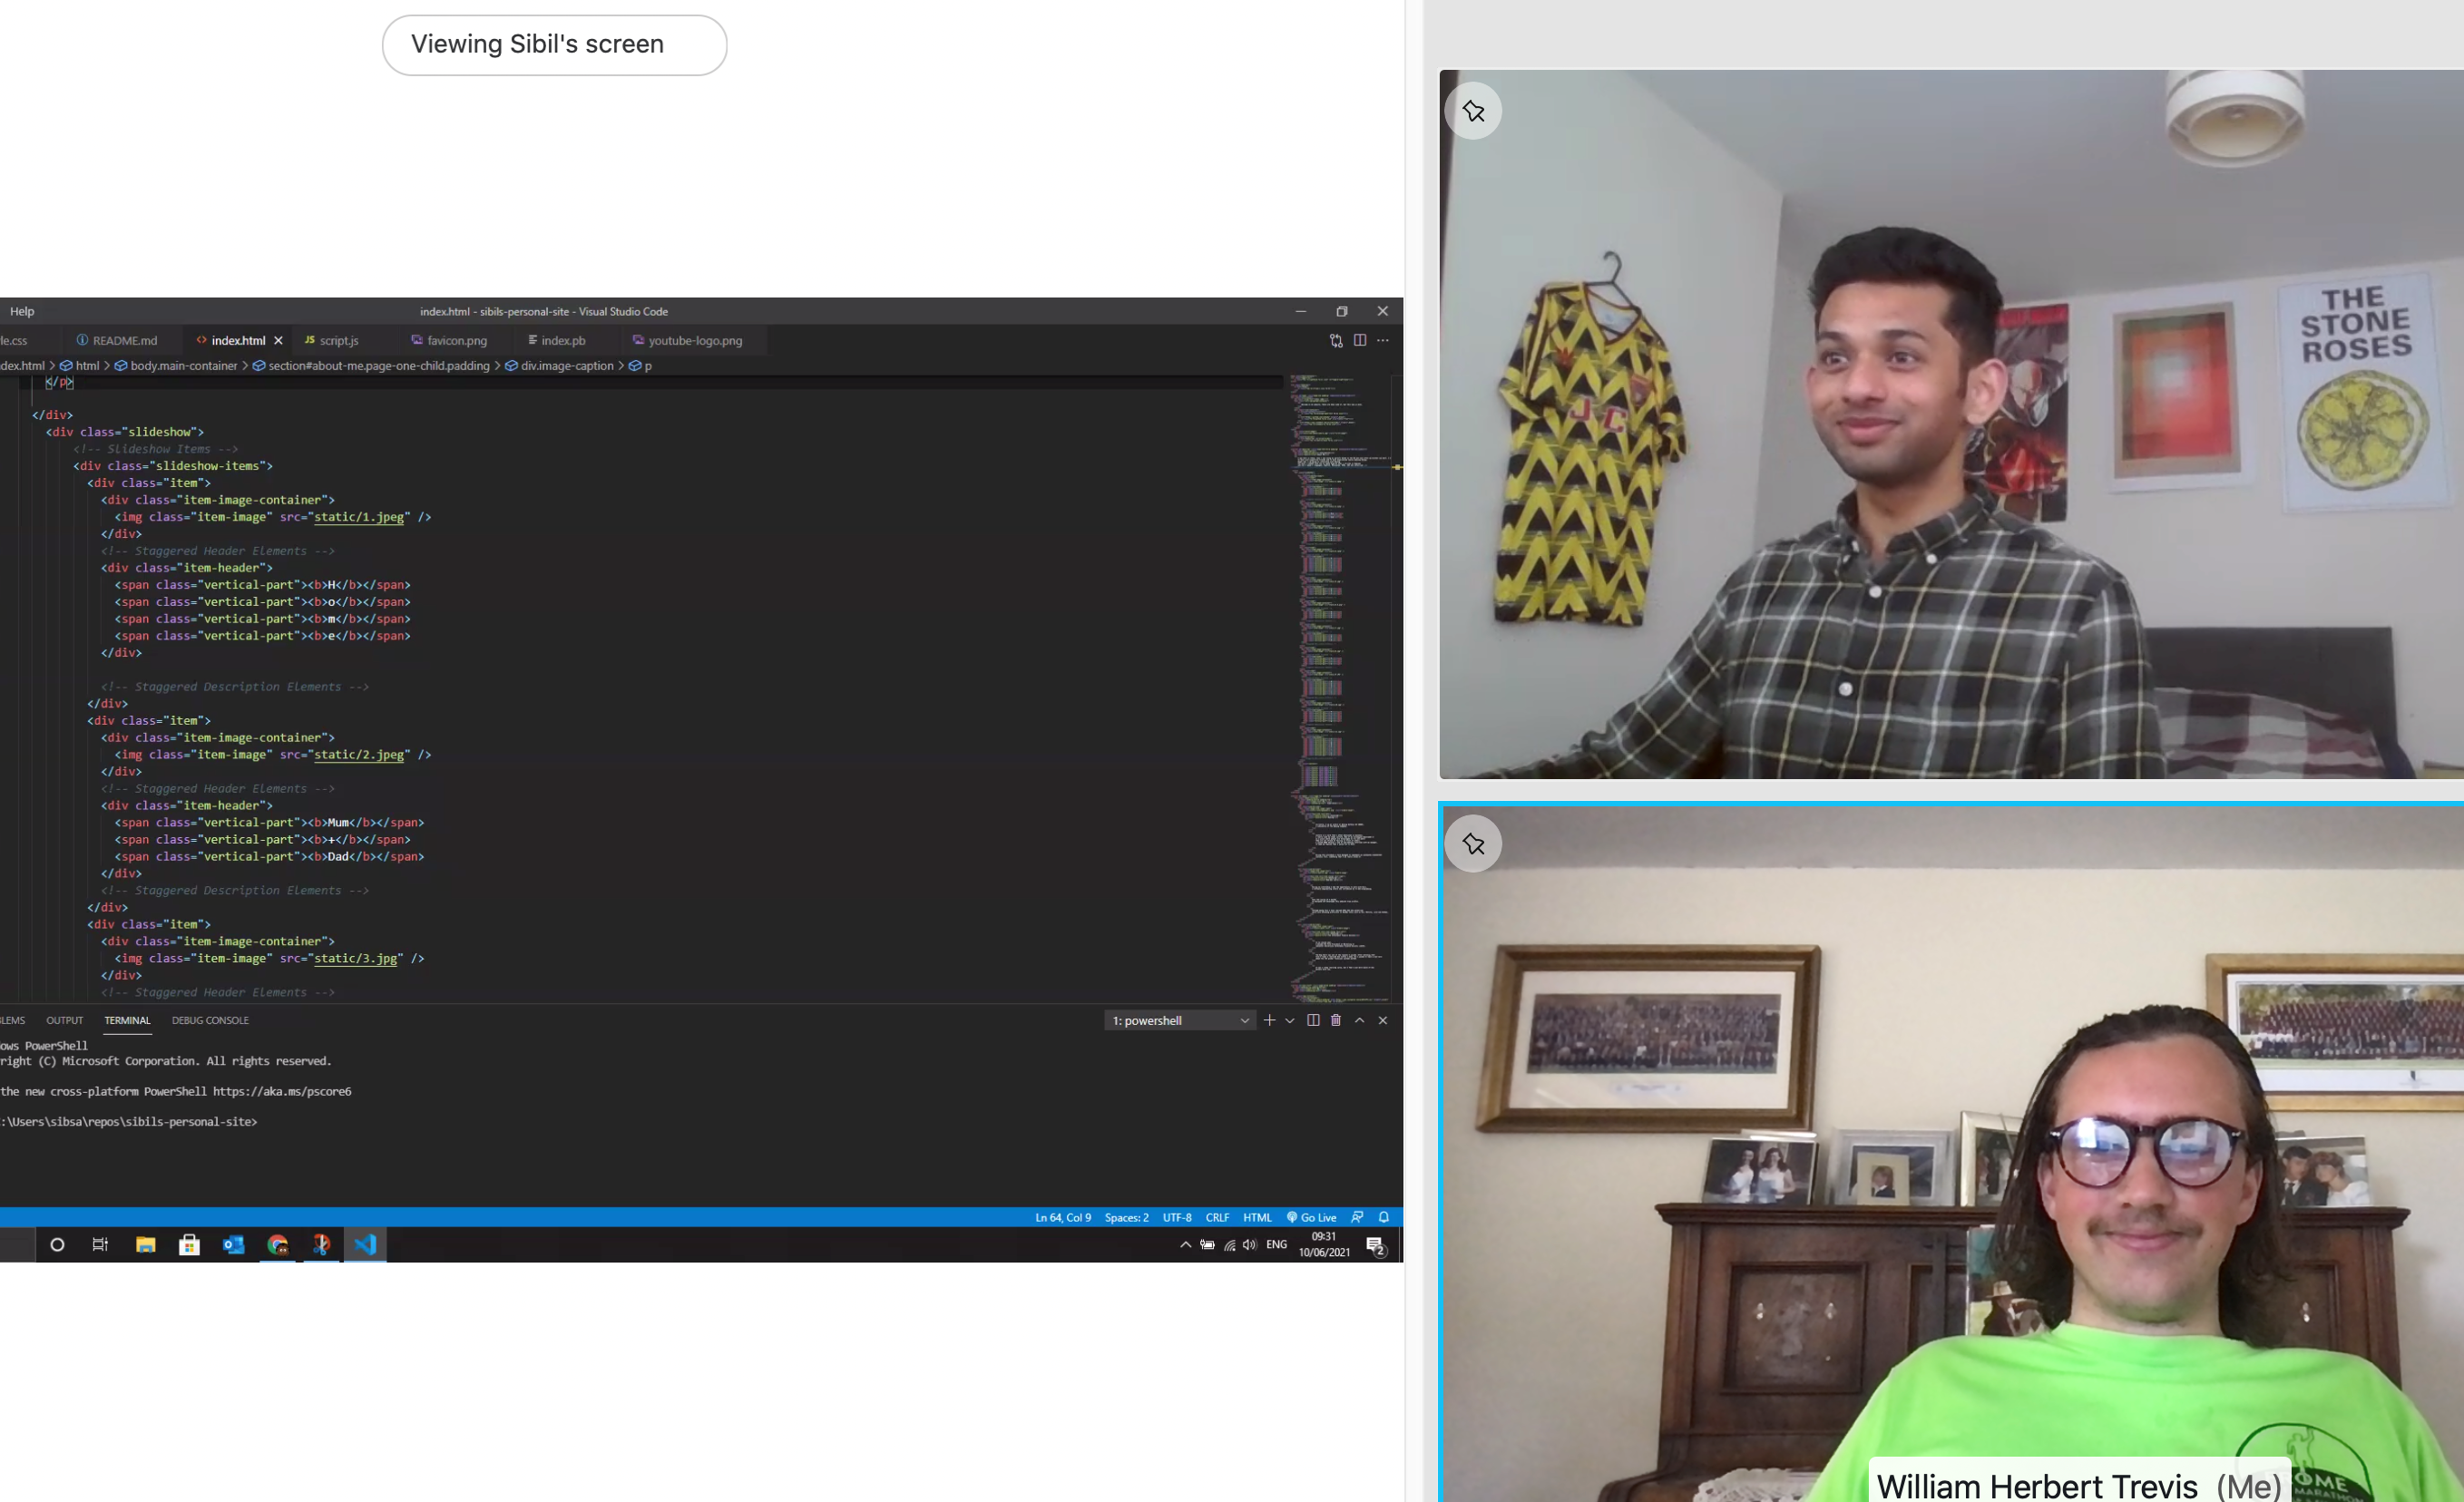 Viewing Sibil's screen
Help
index.html - sibils-personal-site - Visual Studio Code
le.css
README.md
index.html
JS script.js
favicon.png
index.pb
youtube-logo.png
dex.html > html > body.main-container > section#about-me.page-one-child.padding > div.image-caption > p
</p>
</div>
<div class="slideshow">
<!-- Slideshow Items -->
<div class="slideshow-items">
<div class="item">
<div class="item-image-container">
<img class="item-image" src="static/1.jpeg" />
</div>
<!-- Staggered Header Elements -->
<div class="item-header">
<span class="vertical-part"><b>H</b></span>
<span class="vertical-part"><b>o</b></span>
<span class="vertical-part"><b>m</b></span>
<span class="vertical-part"><b>e</b></span>
</div>
<!-- Staggered Description Elements -->
</div>
<div class="item">
<div class="item-image-container">
<img class="item-image" src="static/2.jpeg" />
</div>
<!-- Staggered Header Elements -->
<div class="item-header">
<span class="vertical-part"><b>Mum</b></span>
<span class="vertical-part"><b>+</b></span>
<span class="vertical-part"><b>Dad</b></span>
</div>
<!-- Staggered Description Elements -->
</div>
<div class="item">
<div class="item-image-container">
<img class="item-image" src="static/3.jpg" />
</div>
<!-- Staggered Header Elements -->
BLEMS OUTPUT TERMINAL DEBUG CONSOLE
1: powershell
ows PowerShell
right (C) Microsoft Corporation. All rights reserved.
the new cross-platform PowerShell https://aka.ms/pscore6
:\Users\sibsa\repos\sibils-personal-site>
Ln 64, Col 9 Spaces: 2 UTF-8 CRLF HTML Go Live
ENG
09:31
10/06/2021
2
JC
THE
STONE
ROSES
William Herbert Trevis (Me)
ROME
MARATHON